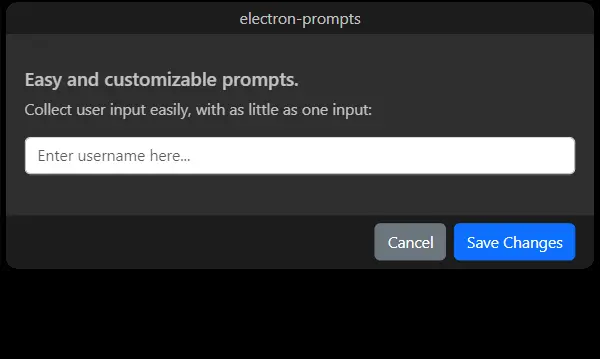 electron-prompts
Easy and customizable prompts.
Collect user input easily, with as little as one input:
Enter username here...
Cancel
Save Changes